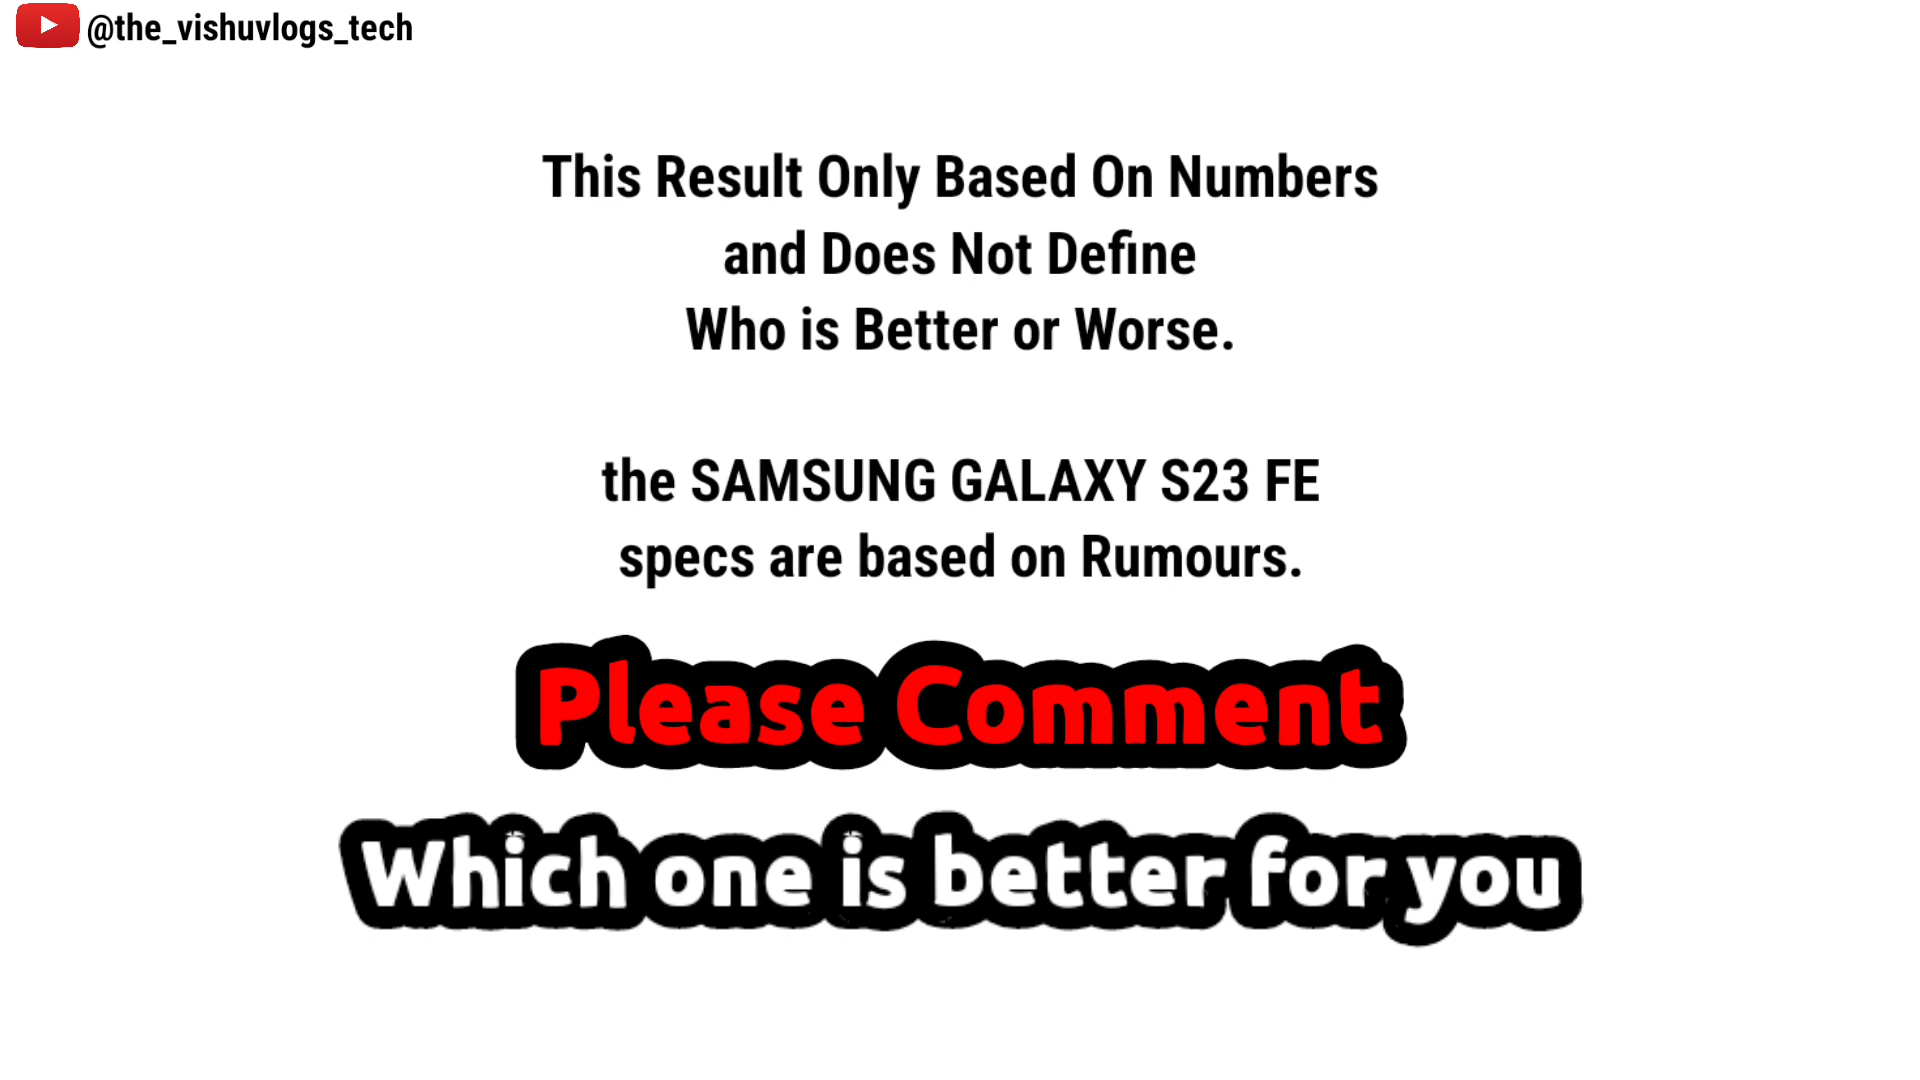 @the_vishuvlogs_tech
This Result Only Based On Numbers
and Does Not Define
Who is Better or Worse.
the SAMSUNG GALAXY S23 FE
specs are based on Rumours.
Please Comment
Which one is better for you